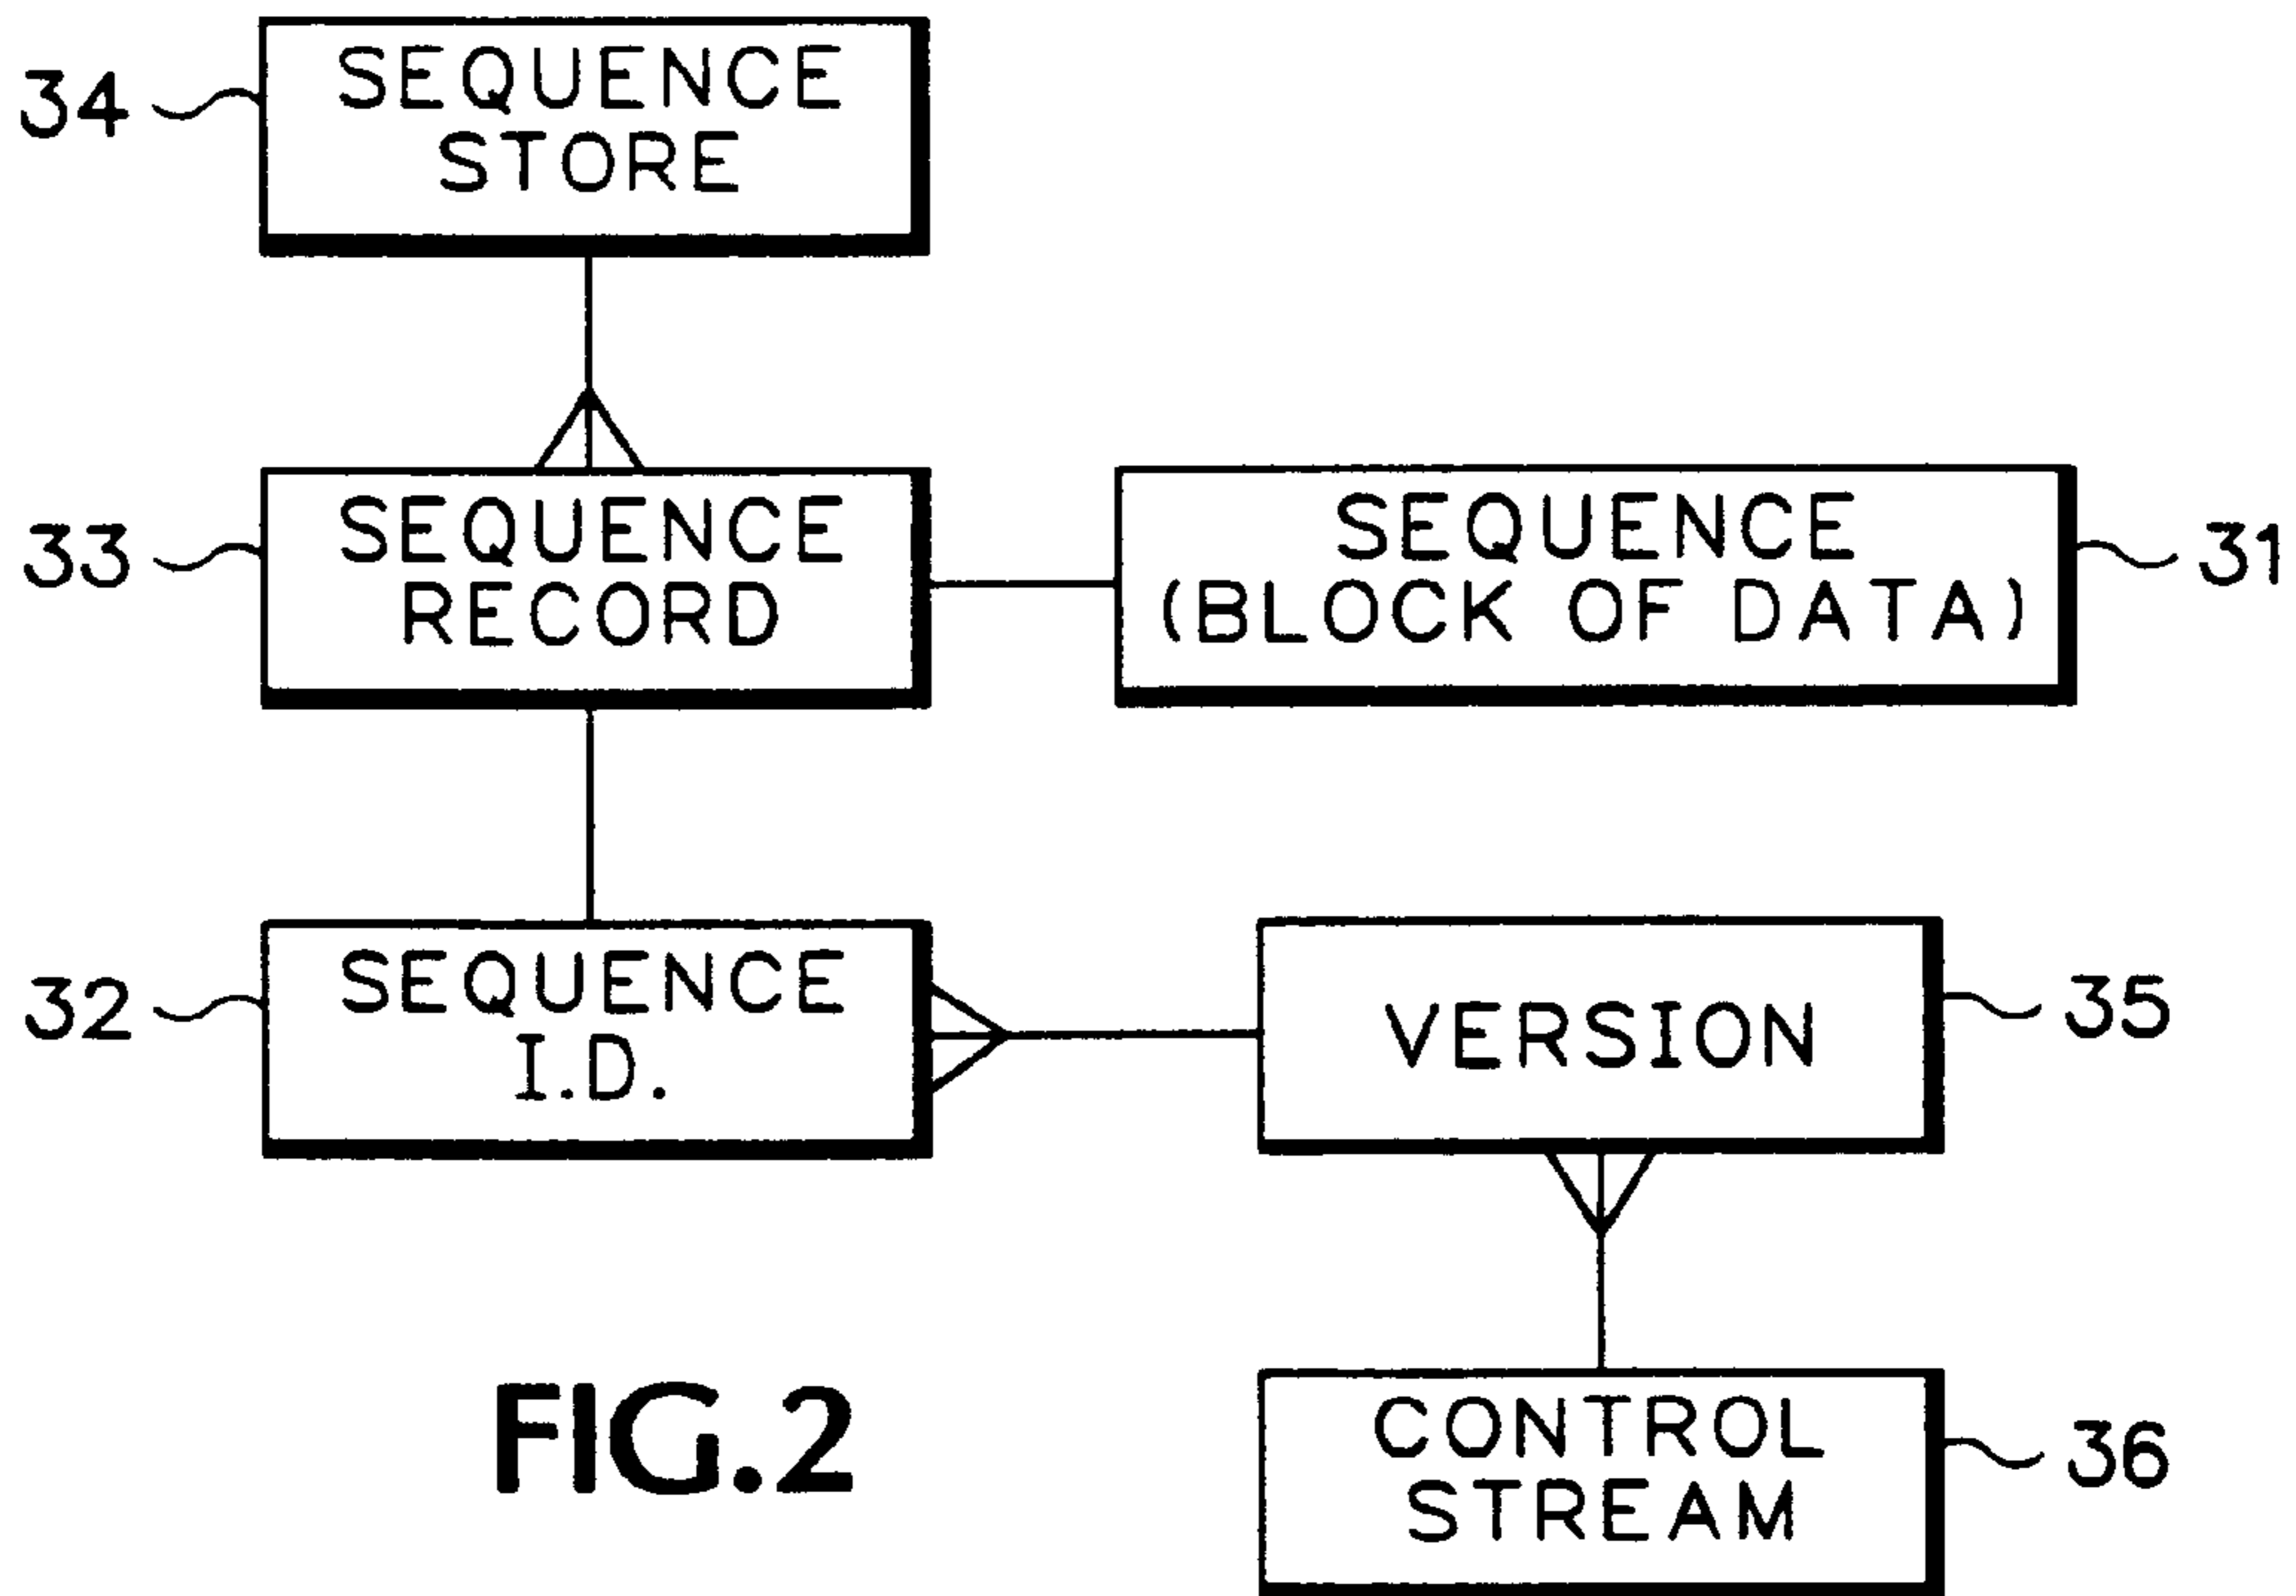 34
SEQUENCE
STORE
33
SEQUENCE
RECORD
SEQUENCE
(BLOCK OF DATA)
31
32
SEQUENCE
I.D.
VERSION
35
CONTROL
STREAM
36
FIG.2